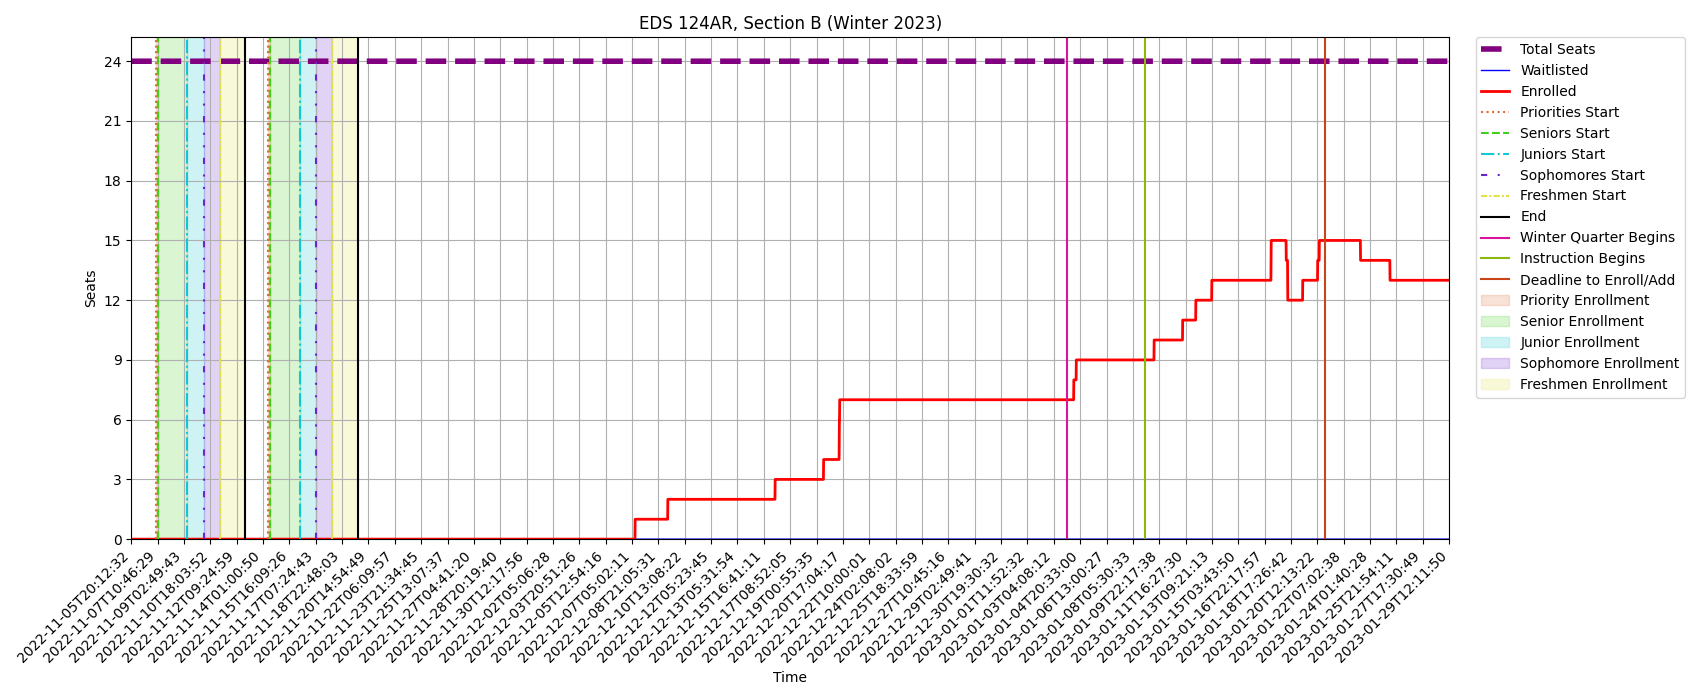 EDS 124AR, Section B (Winter 2023)
Seats
24
21
18
15
12
9
6
3
0
2022-11-05T20:12:32
2022-11-07T10:46:29
2022-11-09T02:49:43
2022-11-10T18:03:52
2022-11-12T09:24:59
2022-11-14T01:00:50
2022-11-15T16:09:26
2022-11-17T07:24:43
2022-11-18T22:48:03
2022-11-20T14:54:49
2022-11-22T06:09:57
2022-11-23T21:34:45
2022-11-25T13:07:37
2022-11-27T04:41:20
2022-11-28T20:19:40
2022-11-30T12:17:56
2022-12-02T05:06:28
2022-12-03T20:51:26
2022-12-05T12:54:16
2022-12-07T05:02:11
2022-12-08T21:05:31
2022-12-10T13:08:22
2022-12-12T05:23:45
2022-12-13T05:31:54
2022-12-15T16:41:11
2022-12-17T08:52:05
2022-12-19T00:55:35
2022-12-20T17:04:17
2022-12-22T10:00:01
2022-12-24T02:08:02
2022-12-25T18:33:59
2022-12-27T10:45:16
2022-12-29T02:49:41
2022-12-30T19:30:32
2023-01-01T11:52:32
2023-01-03T04:08:12
2023-01-04T20:33:00
2023-01-06T13:00:27
2023-01-08T05:30:33
2023-01-09T22:17:38
2023-01-11T16:27:30
2023-01-13T09:21:13
2023-01-15T03:43:50
2023-01-16T22:17:57
2023-01-18T17:26:42
2023-01-20T12:13:22
2023-01-22T07:02:38
2023-01-24T01:40:28
2023-01-25T21:54:11
2023-01-27T17:30:49
2023-01-29T12:11:50
Time
Total Seats
Waitlisted
Enrolled
Priorities Start
Seniors Start
Juniors Start
Sophomores Start
Freshmen Start
End
Winter Quarter Begins
Instruction Begins
Deadline to Enroll/Add
Priority Enrollment
Senior Enrollment
Junior Enrollment
Sophomore Enrollment
Freshmen Enrollment